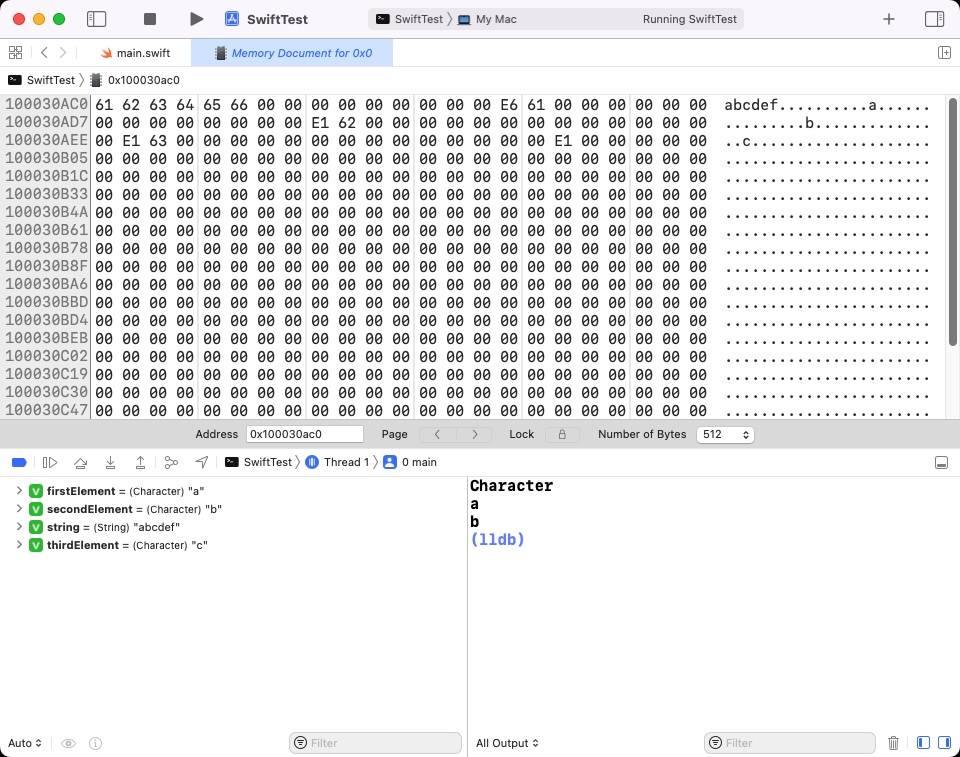 SwiftTest
SwiftTest 〉 My Mac
Running SwiftTest
main.swift
Memory Document for 0x0
SwiftTest 〉 0x100030ac0
100030AC0 61 62 63 64 65 66 00 00 00 00 00 00 00 00 00 E6 61 00 00 00 00 00 00 abcdef..........a......
100030AD7 00 00 00 00 00 00 00 00 E1 62 00 00 00 00 00 00 00 00 00 00 00 00 00 .........b.............
100030AEE 00 E1 63 00 00 00 00 00 00 00 00 00 00 00 00 00 00 E1 00 00 00 00 00 ..c....................
100030B05 00 00 00 00 00 00 00 00 00 00 00 00 00 00 00 00 00 00 00 00 00 00 00 .......................
100030B1C 00 00 00 00 00 00 00 00 00 00 00 00 00 00 00 00 00 00 00 00 00 00 00 .......................
100030B33 00 00 00 00 00 00 00 00 00 00 00 00 00 00 00 00 00 00 00 00 00 00 00 .......................
100030B4A 00 00 00 00 00 00 00 00 00 00 00 00 00 00 00 00 00 00 00 00 00 00 00 .......................
100030B61 00 00 00 00 00 00 00 00 00 00 00 00 00 00 00 00 00 00 00 00 00 00 00 .......................
100030B78 00 00 00 00 00 00 00 00 00 00 00 00 00 00 00 00 00 00 00 00 00 00 00 .......................
100030B8F 00 00 00 00 00 00 00 00 00 00 00 00 00 00 00 00 00 00 00 00 00 00 00 .......................
100030BA6 00 00 00 00 00 00 00 00 00 00 00 00 00 00 00 00 00 00 00 00 00 00 00 .......................
100030BBD 00 00 00 00 00 00 00 00 00 00 00 00 00 00 00 00 00 00 00 00 00 00 00 .......................
100030BD4 00 00 00 00 00 00 00 00 00 00 00 00 00 00 00 00 00 00 00 00 00 00 00 .......................
100030BEB 00 00 00 00 00 00 00 00 00 00 00 00 00 00 00 00 00 00 00 00 00 00 00 .......................
100030C02 00 00 00 00 00 00 00 00 00 00 00 00 00 00 00 00 00 00 00 00 00 00 00 .......................
100030C19 00 00 00 00 00 00 00 00 00 00 00 00 00 00 00 00 00 00 00 00 00 00 00 .......................
100030C30 00 00 00 00 00 00 00 00 00 00 00 00 00 00 00 00 00 00 00 00 00 00 00 .......................
100030C47 00 00 00 00 00 00 00 00 00 00 00 00 00 00 00 00 00 00 00 00 00 00 00 .......................
Address 0x100030ac0 Page Lock Number of Bytes 512
SwiftTest 〉 Thread 1 〉 0 main
V firstElement = (Character) "a"
V secondElement = (Character) "b"
V string = (String) "abcdef"
V thirdElement = (Character) "c"
Character
a
b
(lldb)
Auto
Filter
All Output
Filter